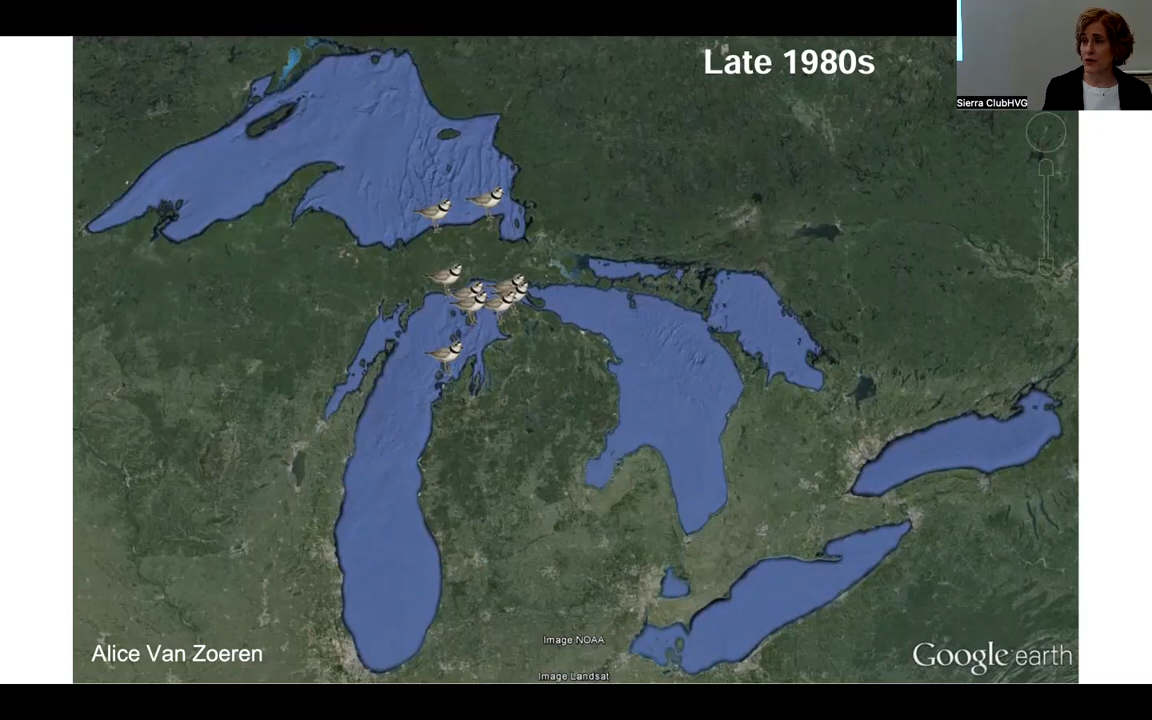 Late 1980s
Sierra ClubHVG
Image NOAA
Alice Van Zoeren
Google earth
Image Landsat